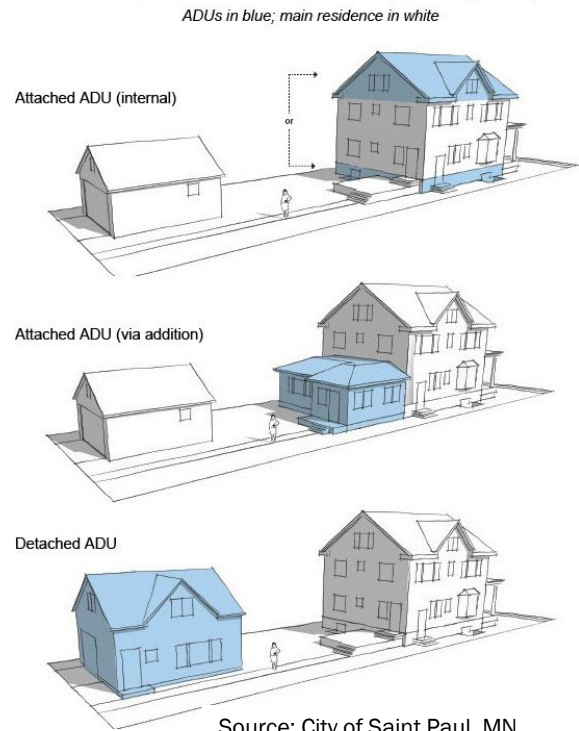 ADUs in blue; main residence in white
Attached ADU (internal)
or
Attached ADU (via addition)
Detached ADU
Source: City of Saint Paul, MN